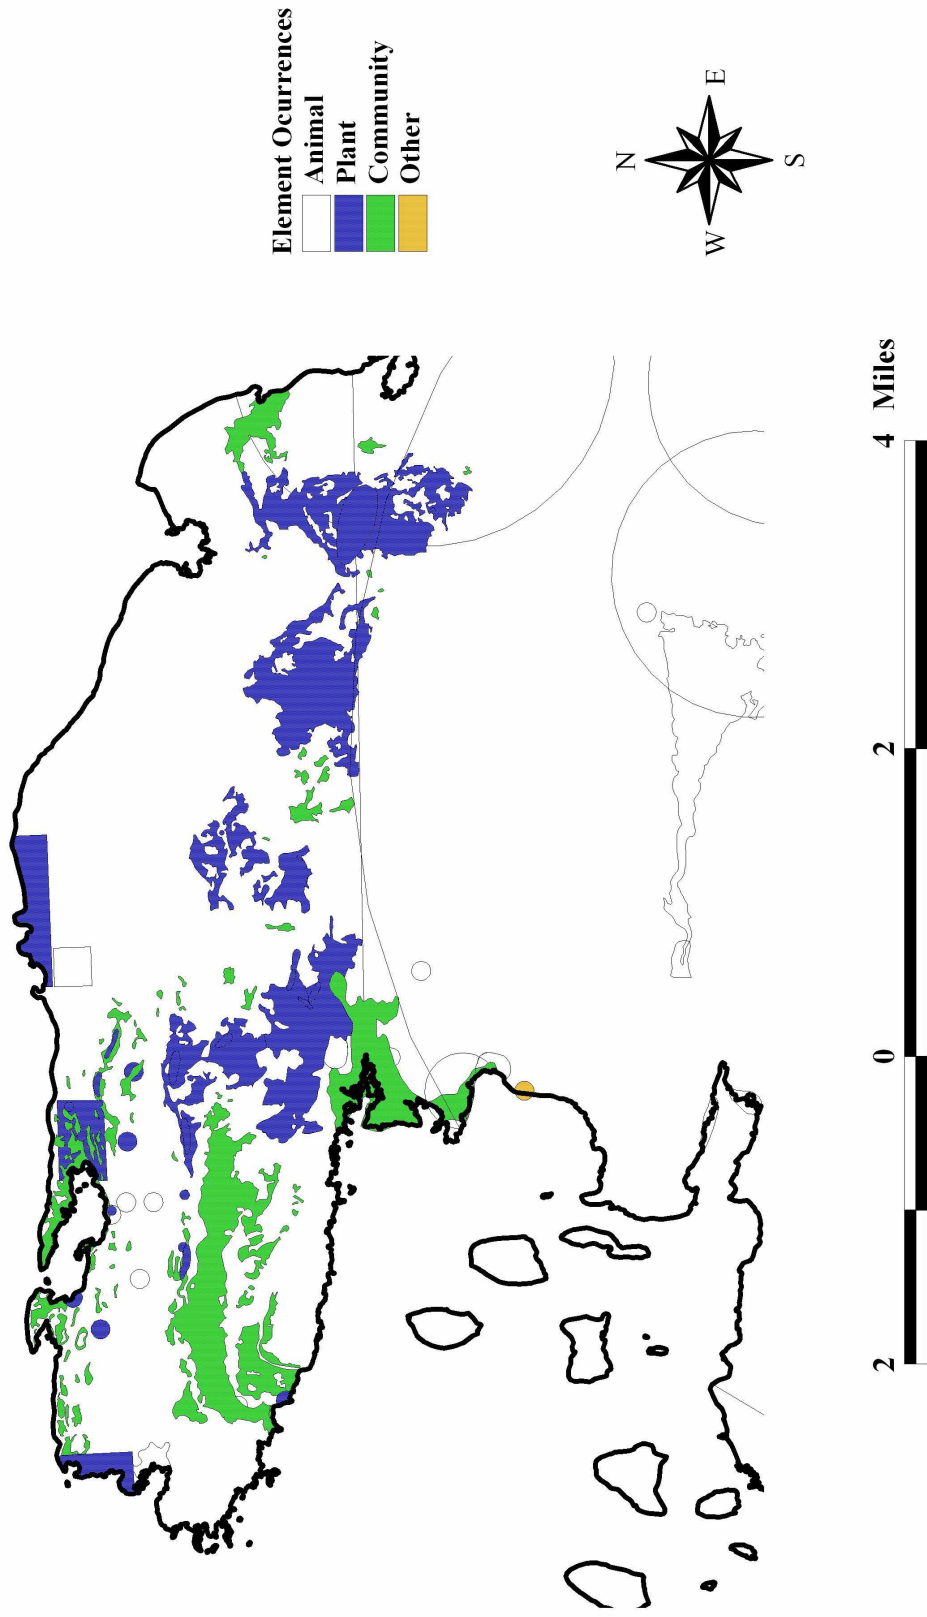 Element Ocurrences
Animal
Plant
Community
Other
N
W
E
S
2
0
2
4
Miles